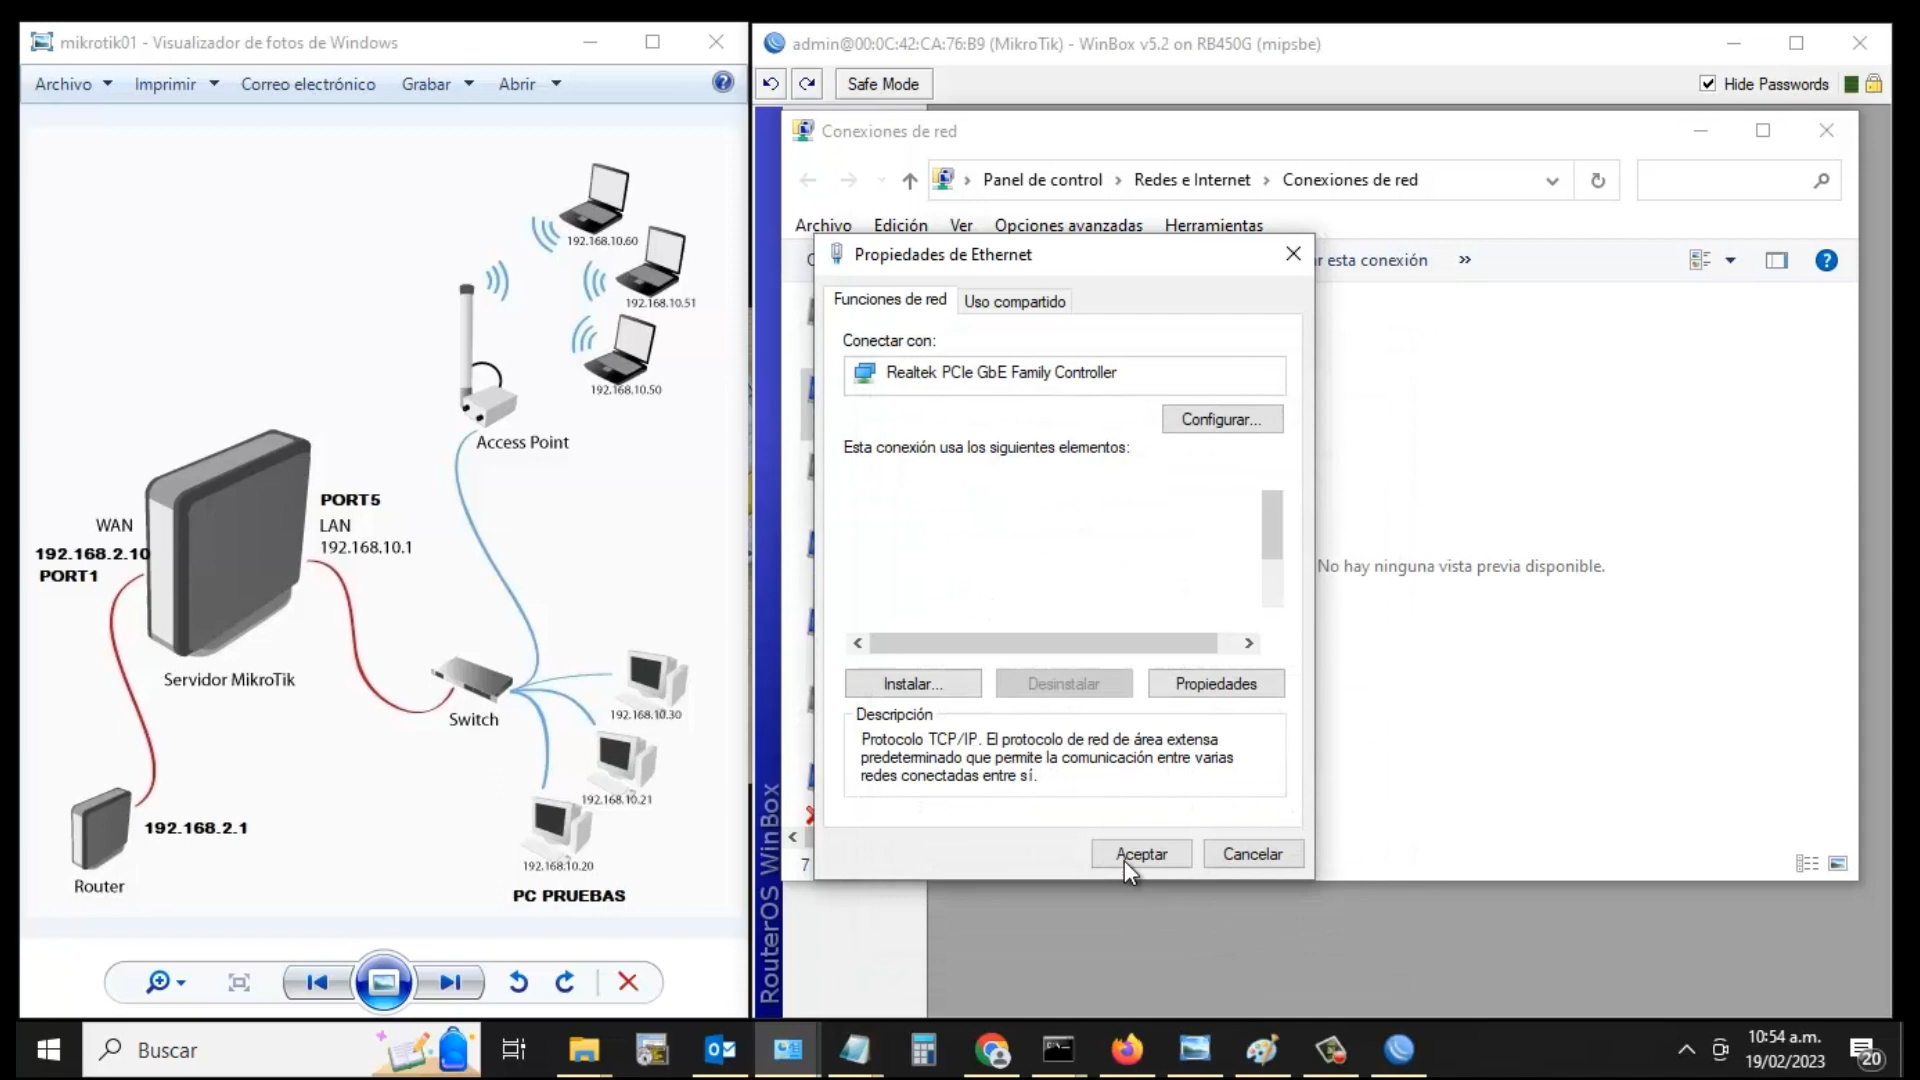 mikrotik01 - Visualizador de fotos de Windows
Archivo Imprimir Correo electrónico Grabar Abrir
192.168.10.60
192.168.10.51
192.168.10.50
Access Point
PORT5
WAN LAN
192.168.2.10 192.168.10.1
PORT1
Servidor MikroTik
Switch
192.168.10.30
192.168.10.21
192.168.10.20
192.168.2.1
Router
PC PRUEBAS
admin@00:0C:42:CA:76:B9 (MikroTik) - WinBox v5.2 on RB450G (mipsbe)
Safe Mode
Hide Passwords
RouterOS WinBox
Conexiones de red
Panel de control › Redes e Internet › Conexiones de red
Archivo Edición Ver Opciones avanzadas Herramientas
r esta conexión »
Propiedades de Ethernet
Funciones de red Uso compartido
Conectar con:
Realtek PCIe GbE Family Controller
Configurar...
Esta conexión usa los siguientes elementos:
Instalar... Desinstalar Propiedades
Descripción
Protocolo TCP/IP. El protocolo de red de área extensa
predeterminado que permite la comunicación entre varias
redes conectadas entre sí.
Aceptar Cancelar
No hay ninguna vista previa disponible.
7
Buscar
10:54 a.m.
19/02/2023
20